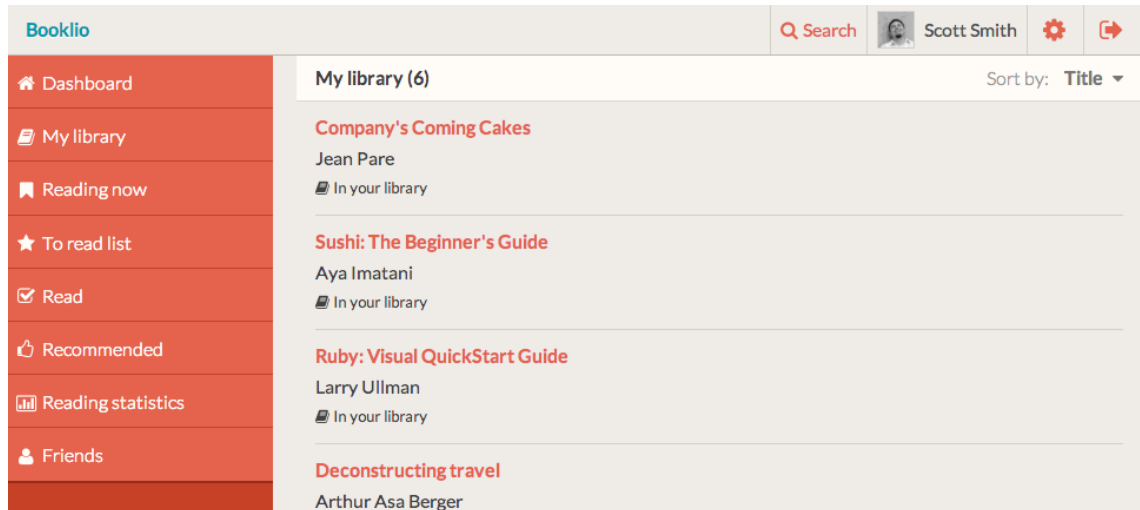 Booklio
Search
Scott Smith
Dashboard
My library
Reading now
To read list
Read
Recommended
Reading statistics
Friends
My library (6)
Sort by: Title
Company's Coming Cakes
Jean Pare
In your library
Sushi: The Beginner's Guide
Aya Imatani
In your library
Ruby: Visual QuickStart Guide
Larry Ullman
In your library
Deconstructing travel
Arthur Asa Berger